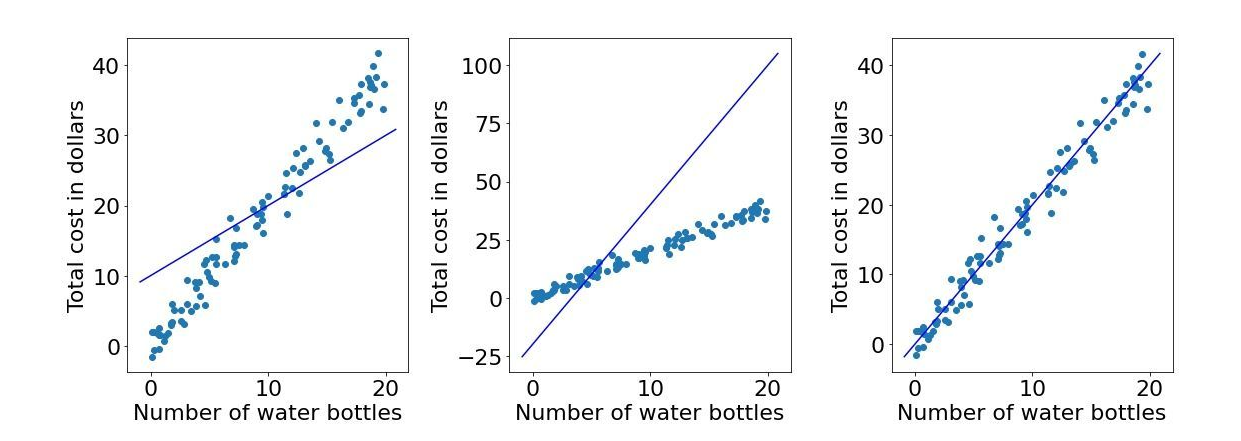 Total cost in dollars
40
30
20
10
0
0 10 20
Number of water bottles
Total cost in dollars
100
75
50
25
0
−25
0 10 20
Number of water bottles
Total cost in dollars
40
30
20
10
0
0 10 20
Number of water bottles